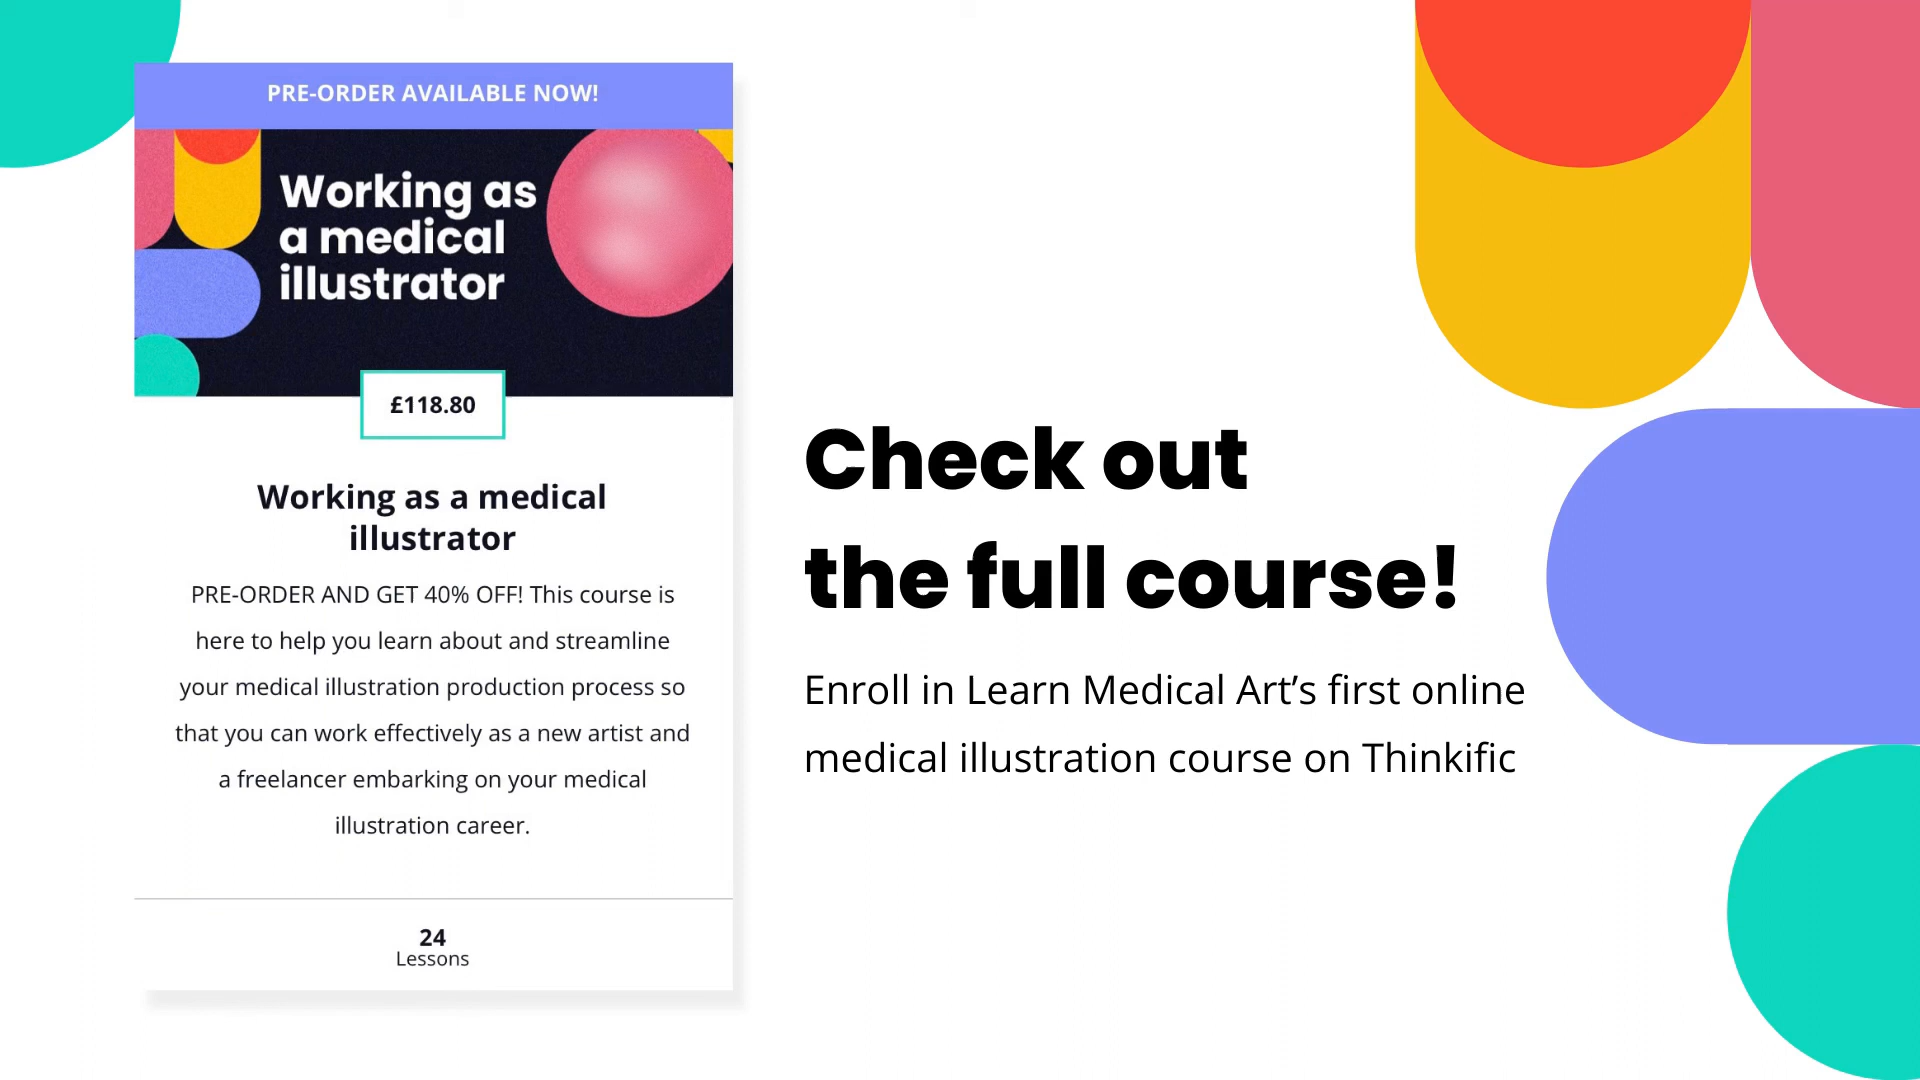 PRE-ORDER AVAILABLE NOW!
Working as
a medical
illustrator
£118.80
Working as a medical
illustrator
PRE-ORDER AND GET 40% OFF! This course is
here to help you learn about and streamline
your medical illustration production process so
that you can work effectively as a new artist and
a freelancer embarking on your medical
illustration career.
24
Lessons
Check out
the full course!
Enroll in Learn Medical Art’s first online
medical illustration course on Thinkific